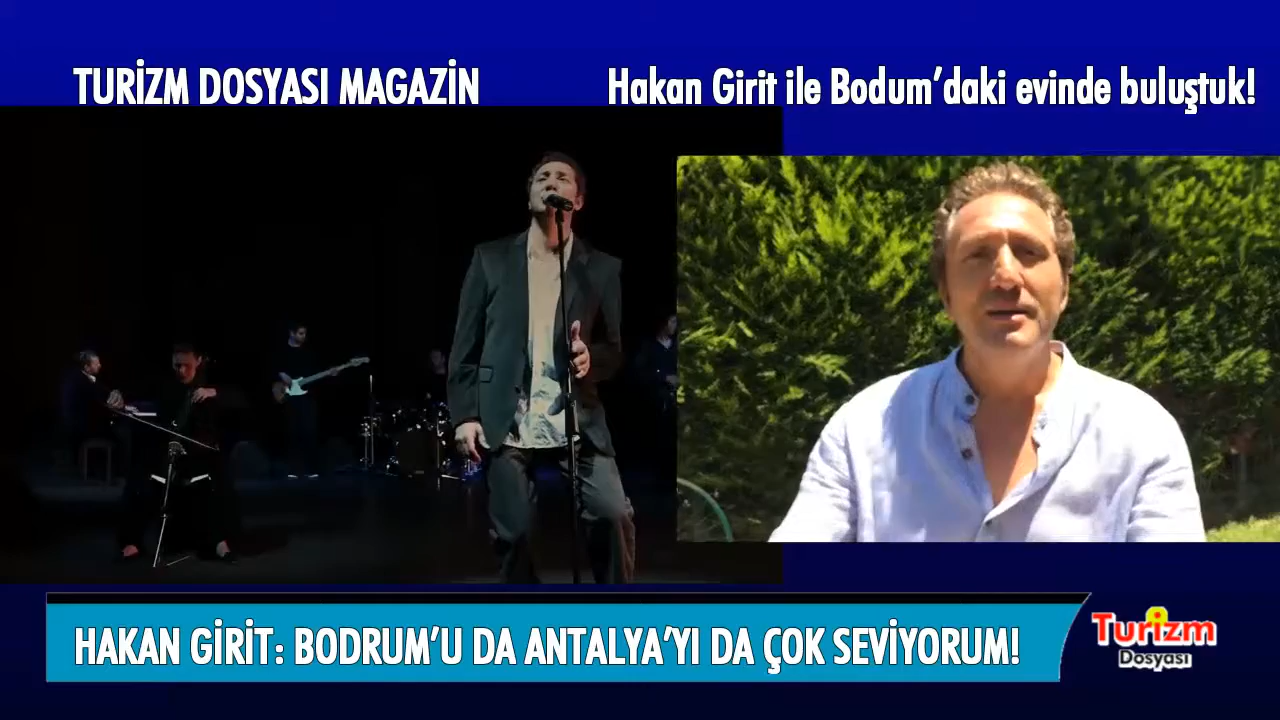 TURİZM DOSYASI MAGAZİN
Hakan Girit ile Bodum'daki evinde buluştuk!
HAKAN GİRİT: BODRUM'U DA ANTALYA'YI DA ÇOK SEVİYORUM!
Turizm
Dosyası